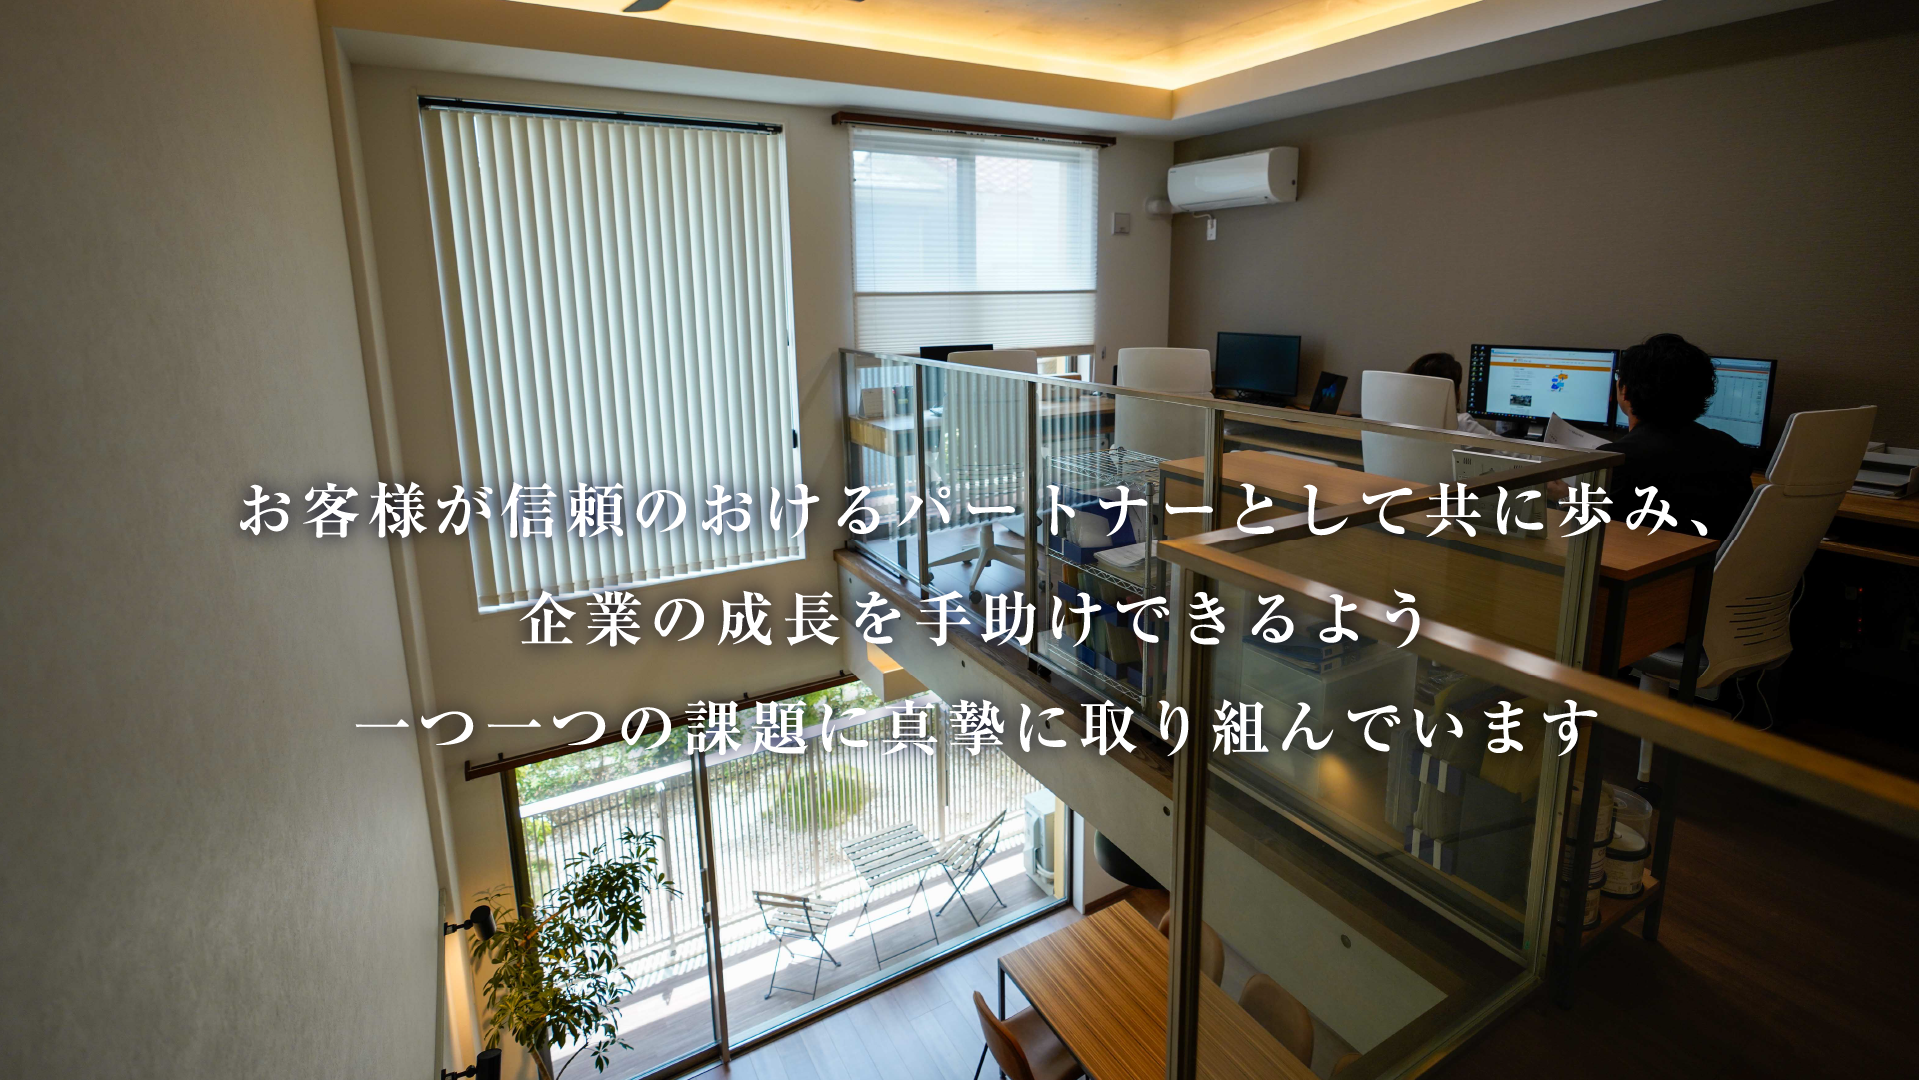 お客様が信頼のおけるパートナーとして共に歩み、
企業の成長を手助けできるよう
一つ一つの課題に真摯に取り組んでいます